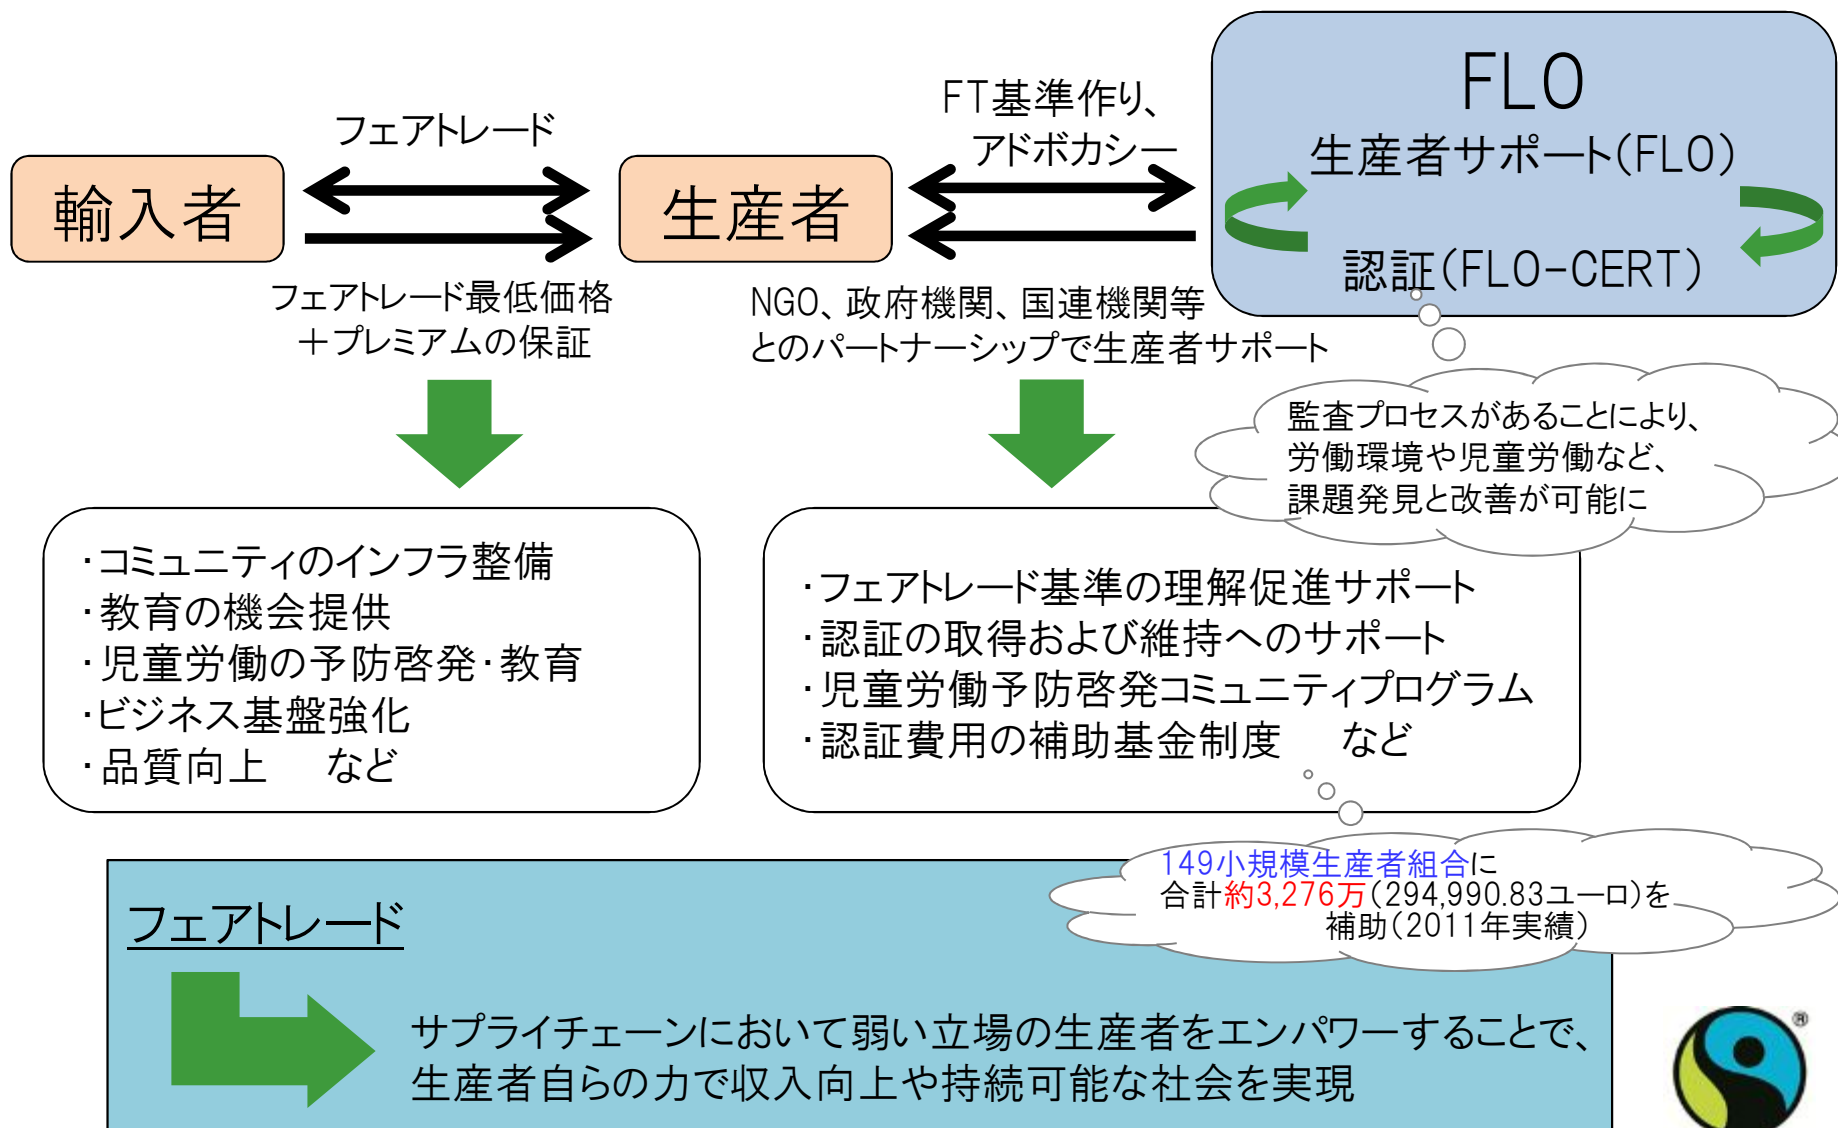 FLO
生産者サポート(FLO)
認証(FLO-CERT)
FT基準作り、
アドボカシー
フェアトレード
輸入者
生産者
フェアトレード最低価格
＋プレミアムの保証
NGO、政府機関、国連機関等
とのパートナーシップで生産者サポート
監査プロセスがあることにより、
労働環境や児童労働など、
課題発見と改善が可能に
・コミュニティのインフラ整備
・教育の機会提供
・児童労働の予防啓発・教育
・ビジネス基盤強化
・品質向上　など
・フェアトレード基準の理解促進サポート
・認証の取得および維持へのサポート
・児童労働予防啓発コミュニティプログラム
・認証費用の補助基金制度　など
149小規模生産者組合に
合計約3,276万(294,990.83ユーロ)を
補助(2011年実績)
フェアトレード
サプライチェーンにおいて弱い立場の生産者をエンパワーすることで、
生産者自らの力で収入向上や持続可能な社会を実現
®